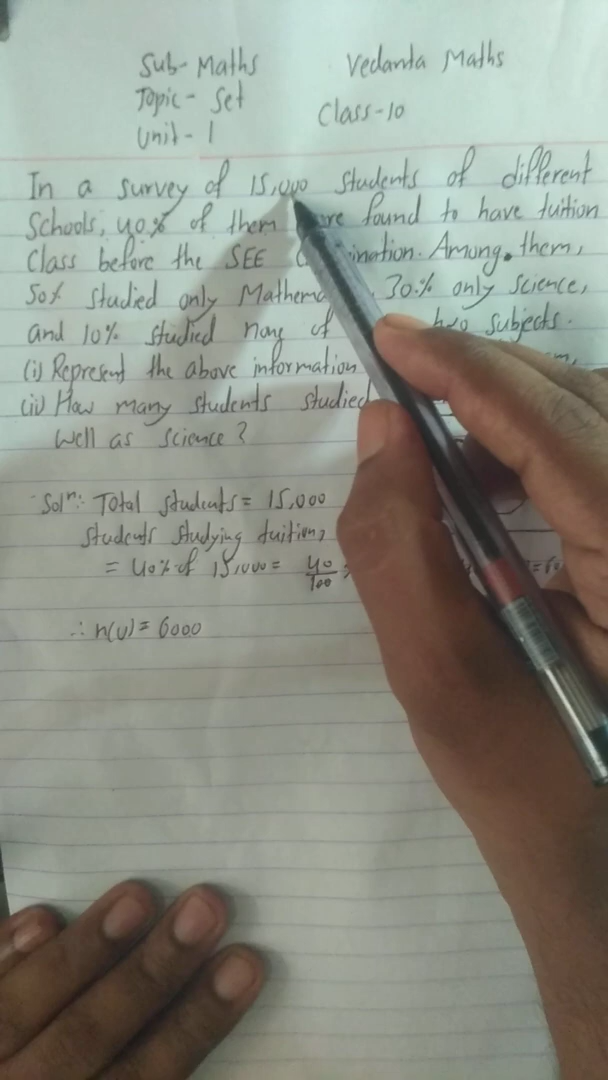 Sub- Maths Vedanta Maths
Topic- Set Class-10
Unit- 1
In a survey of 15,000 students of different
Schools, 40% of them found to have tuition
Class before the SEE Among them,
50% studied only 30% only science,
and 10% studied none of two subjects.
(i) Represent the above information
(ii) How many students studied
well as science?
Solⁿ: Total students = 15,000
students studying tuition,
= 40% of 15,000 = 40/100
∴ n(U) = 6000